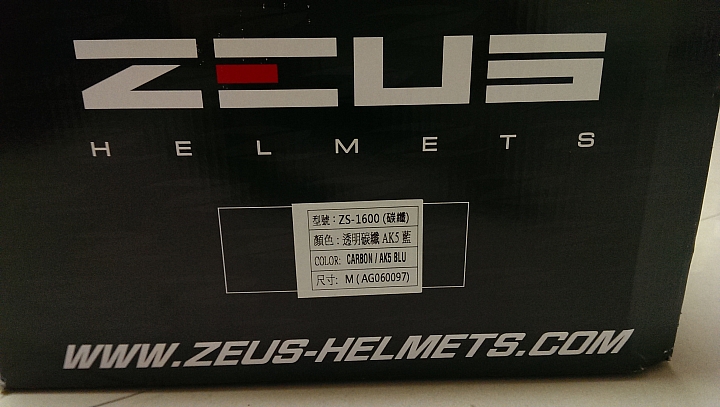 ZEUS
HELMETS
型號：ZS-1600 (碳纖)
顏色：透明碳纖 AK5 藍
COLOR: CARBON / AK5 BLU
尺寸: M ( AG060097)
WWW.ZEUS-HELMETS.COM